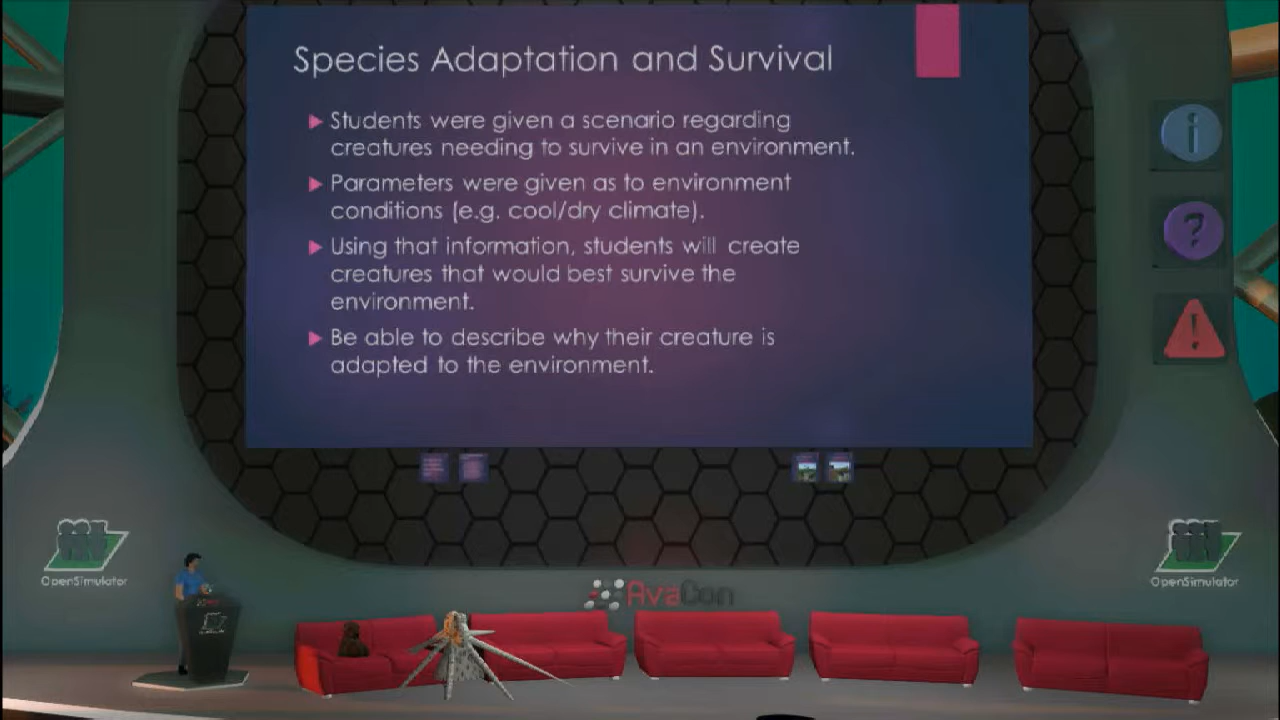 Species Adaptation and Survival
Students were given a scenario regarding
creatures needing to survive in an environment.
Parameters were given as to environment
conditions (e.g. cool/dry climate).
Using that information, students will create
creatures that would best survive the
environment.
Be able to describe why their creature is
adapted to the environment.
i
?
!
OpenSimulator
OpenSimulator
AvaCon